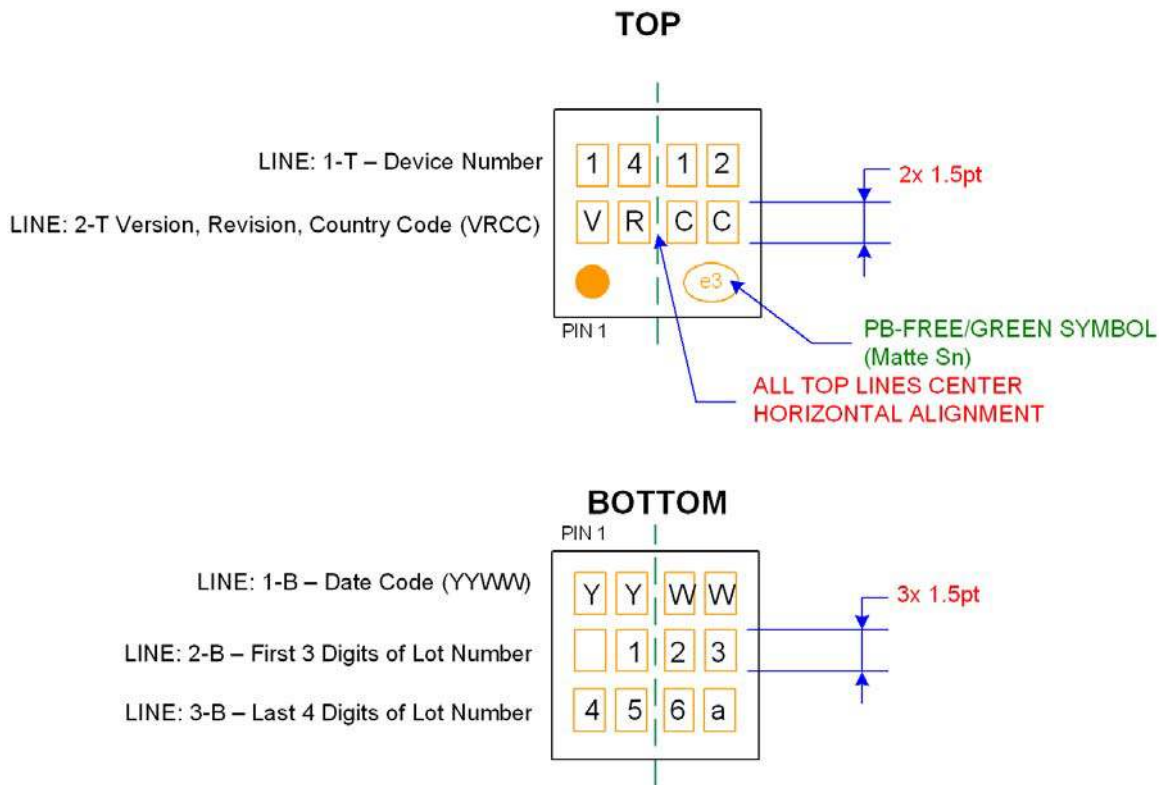 TOP
LINE: 1-T – Device Number
1 4 1 2
2x 1.5pt
LINE: 2-T Version, Revision, Country Code (VRCC)
V R C C
e3
PIN 1
PB-FREE/GREEN SYMBOL
(Matte Sn)
ALL TOP LINES CENTER
HORIZONTAL ALIGNMENT
BOTTOM
PIN 1
LINE: 1-B – Date Code (YYWW)
Y Y W W
3x 1.5pt
LINE: 2-B – First 3 Digits of Lot Number
1 2 3
LINE: 3-B – Last 4 Digits of Lot Number
4 5 6 a